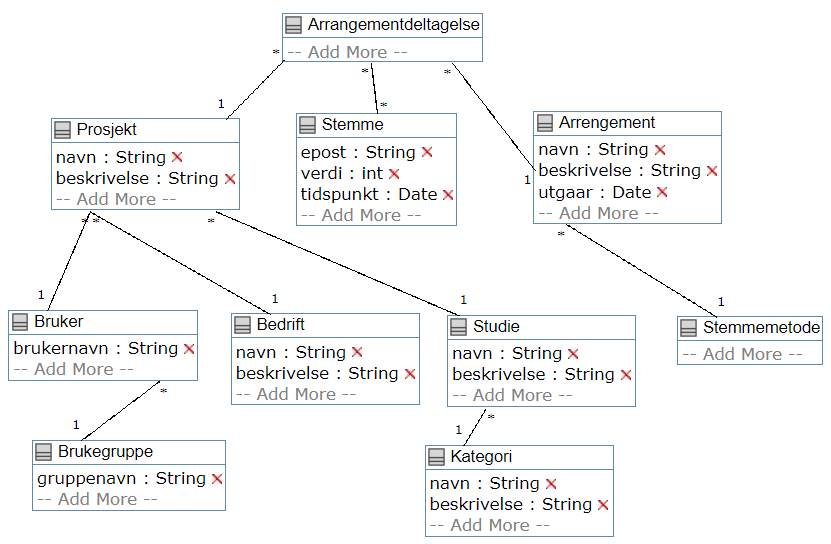 Arrangementdeltagelse
-- Add More --
*
*
*
1
*
1
Prosjekt
navn : String
beskrivelse : String
-- Add More --
Stemme
epost : String
verdi : int
tidspunkt : Date
-- Add More --
Arrengement
navn : String
beskrivelse : String
utgaar : Date
-- Add More --
*
*
*
*
1
1
1
1
Bruker
brukernavn : String
-- Add More --
Bedrift
navn : String
beskrivelse : String
-- Add More --
Studie
navn : String
beskrivelse : String
-- Add More --
Stemmemetode
-- Add More --
*
1
*
1
Brukegruppe
gruppenavn : String
-- Add More --
Kategori
navn : String
beskrivelse : String
-- Add More --